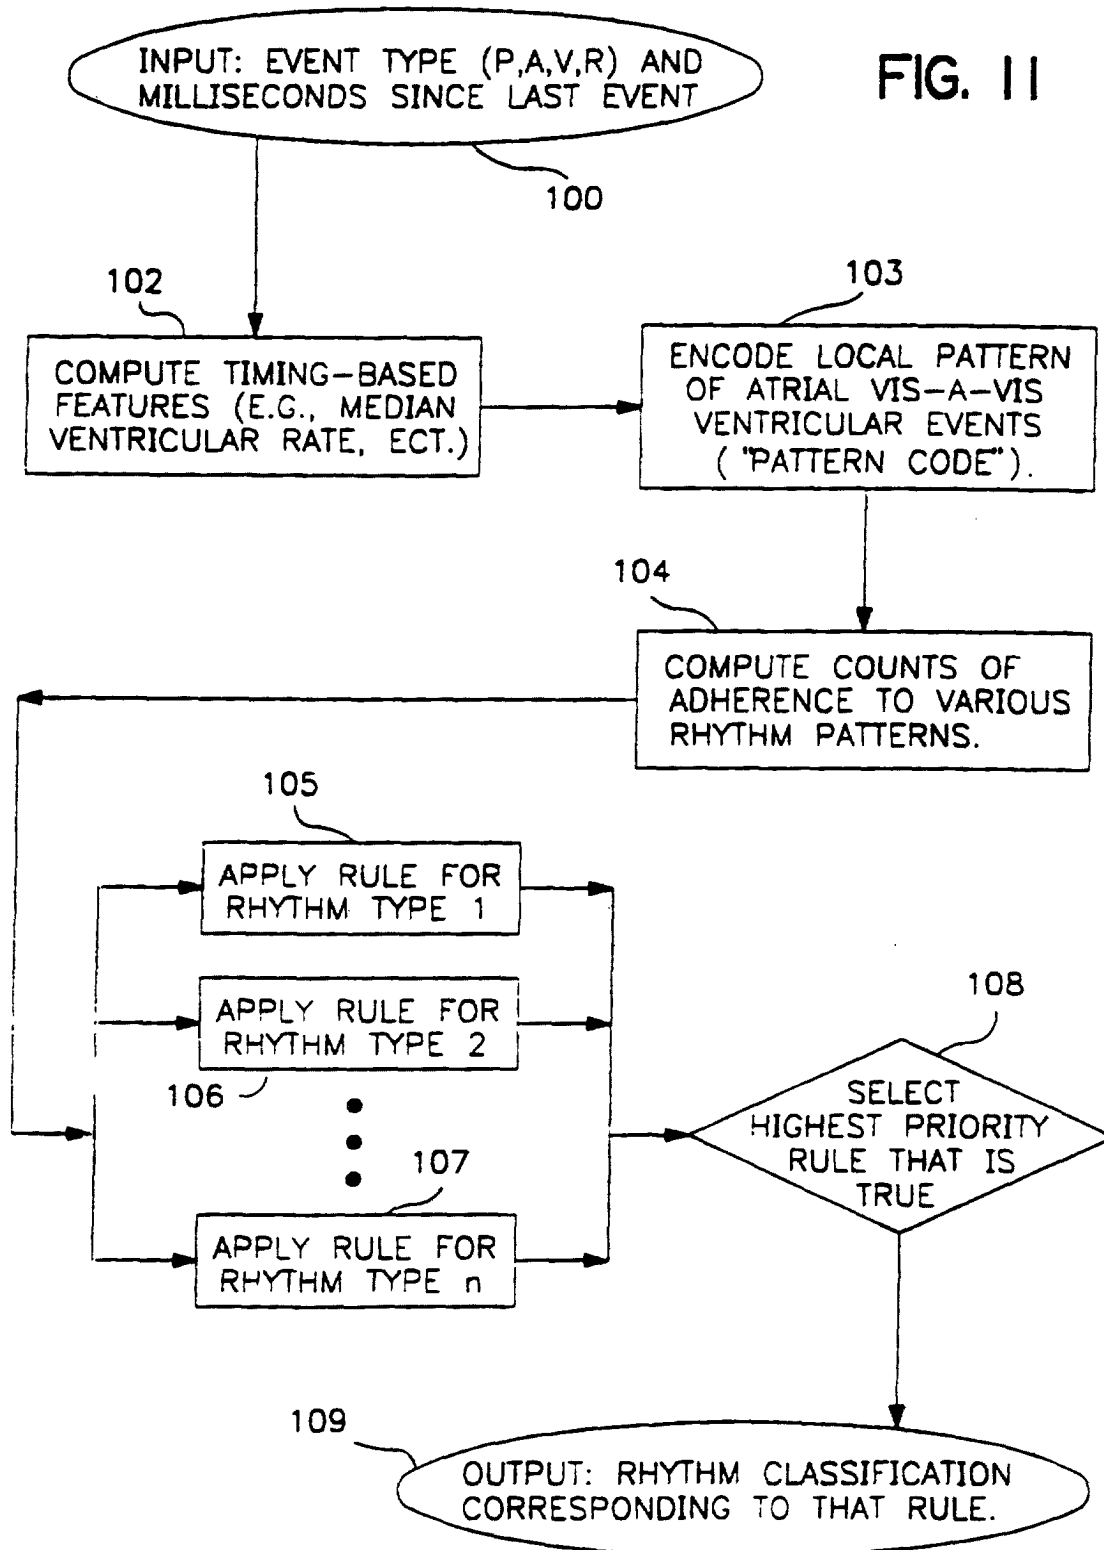 FIG. 11
INPUT: EVENT TYPE (P,A,V,R) AND
MILLISECONDS SINCE LAST EVENT
100
102
COMPUTE TIMING-BASED
FEATURES (E.G., MEDIAN
VENTRICULAR RATE, ECT.)
103
ENCODE LOCAL PATTERN
OF ATRIAL VIS-A-VIS
VENTRICULAR EVENTS
("PATTERN CODE").
104
COMPUTE COUNTS OF
ADHERENCE TO VARIOUS
RHYTHM PATTERNS.
105
APPLY RULE FOR
RHYTHM TYPE 1
APPLY RULE FOR
RHYTHM TYPE 2
106
107
APPLY RULE FOR
RHYTHM TYPE n
108
SELECT
HIGHEST PRIORITY
RULE THAT IS
TRUE
109
OUTPUT: RHYTHM CLASSIFICATION
CORRESPONDING TO THAT RULE.